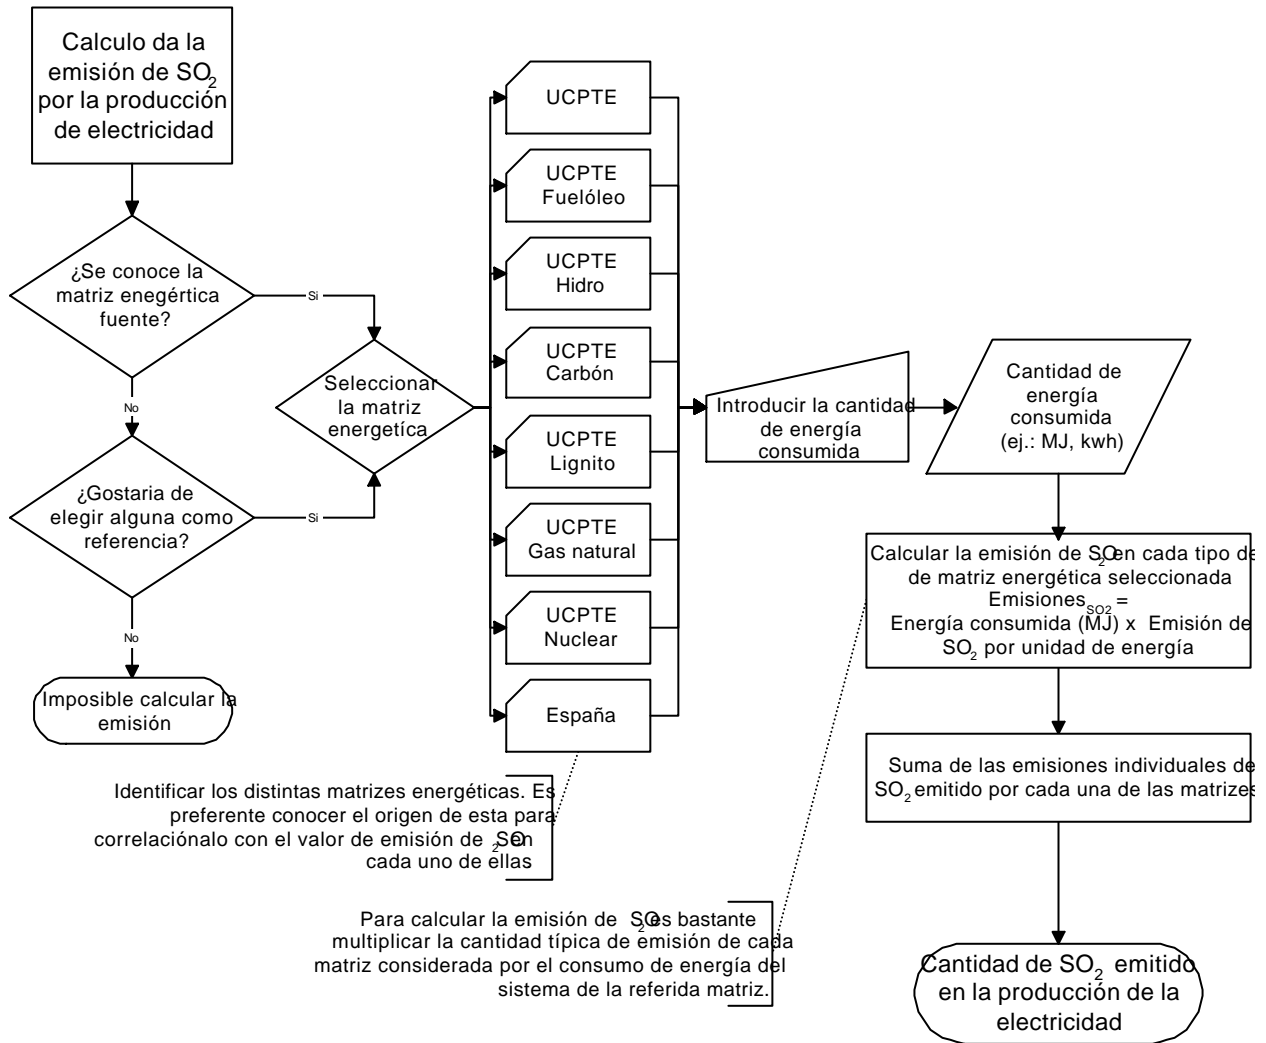 Calculo da la
emisión de SO2
por la producción
de electricidad
¿Se conoce la
matriz enegértica
fuente?
Si
No
¿Gostaria de
elegir alguna como
referencia?
Si
No
Imposible calcular la
emisión
Seleccionar
la matriz
energetíca
UCPTE
UCPTE
Fuelóleo
UCPTE
Hidro
UCPTE
Carbón
UCPTE
Lignito
UCPTE
Gas natural
UCPTE
Nuclear
España
Introducir la cantidad
de energía
consumida
Cantidad de
energía
consumida
(ej.: MJ, kwh)
Calcular la emisión de SO2 en cada tipo de
de matriz energética seleccionada
Emisiones SO2 =
Energía consumida (MJ) x Emisión de
SO2 por unidad de energía
Suma de las emisiones individuales de
SO2 emitido por cada una de las matrizes
Cantidad de SO2 emitido
en la producción de la
electricidad
Identificar los distintas matrizes energéticas. Es
preferente conocer el origen de esta para
correlaciónalo con el valor de emisión de SO2 en
cada uno de ellas
Para calcular la emisión de SO2 es bastante
multiplicar la cantidad típica de emisión de cada
matriz considerada por el consumo de energía del
sistema de la referida matriz.